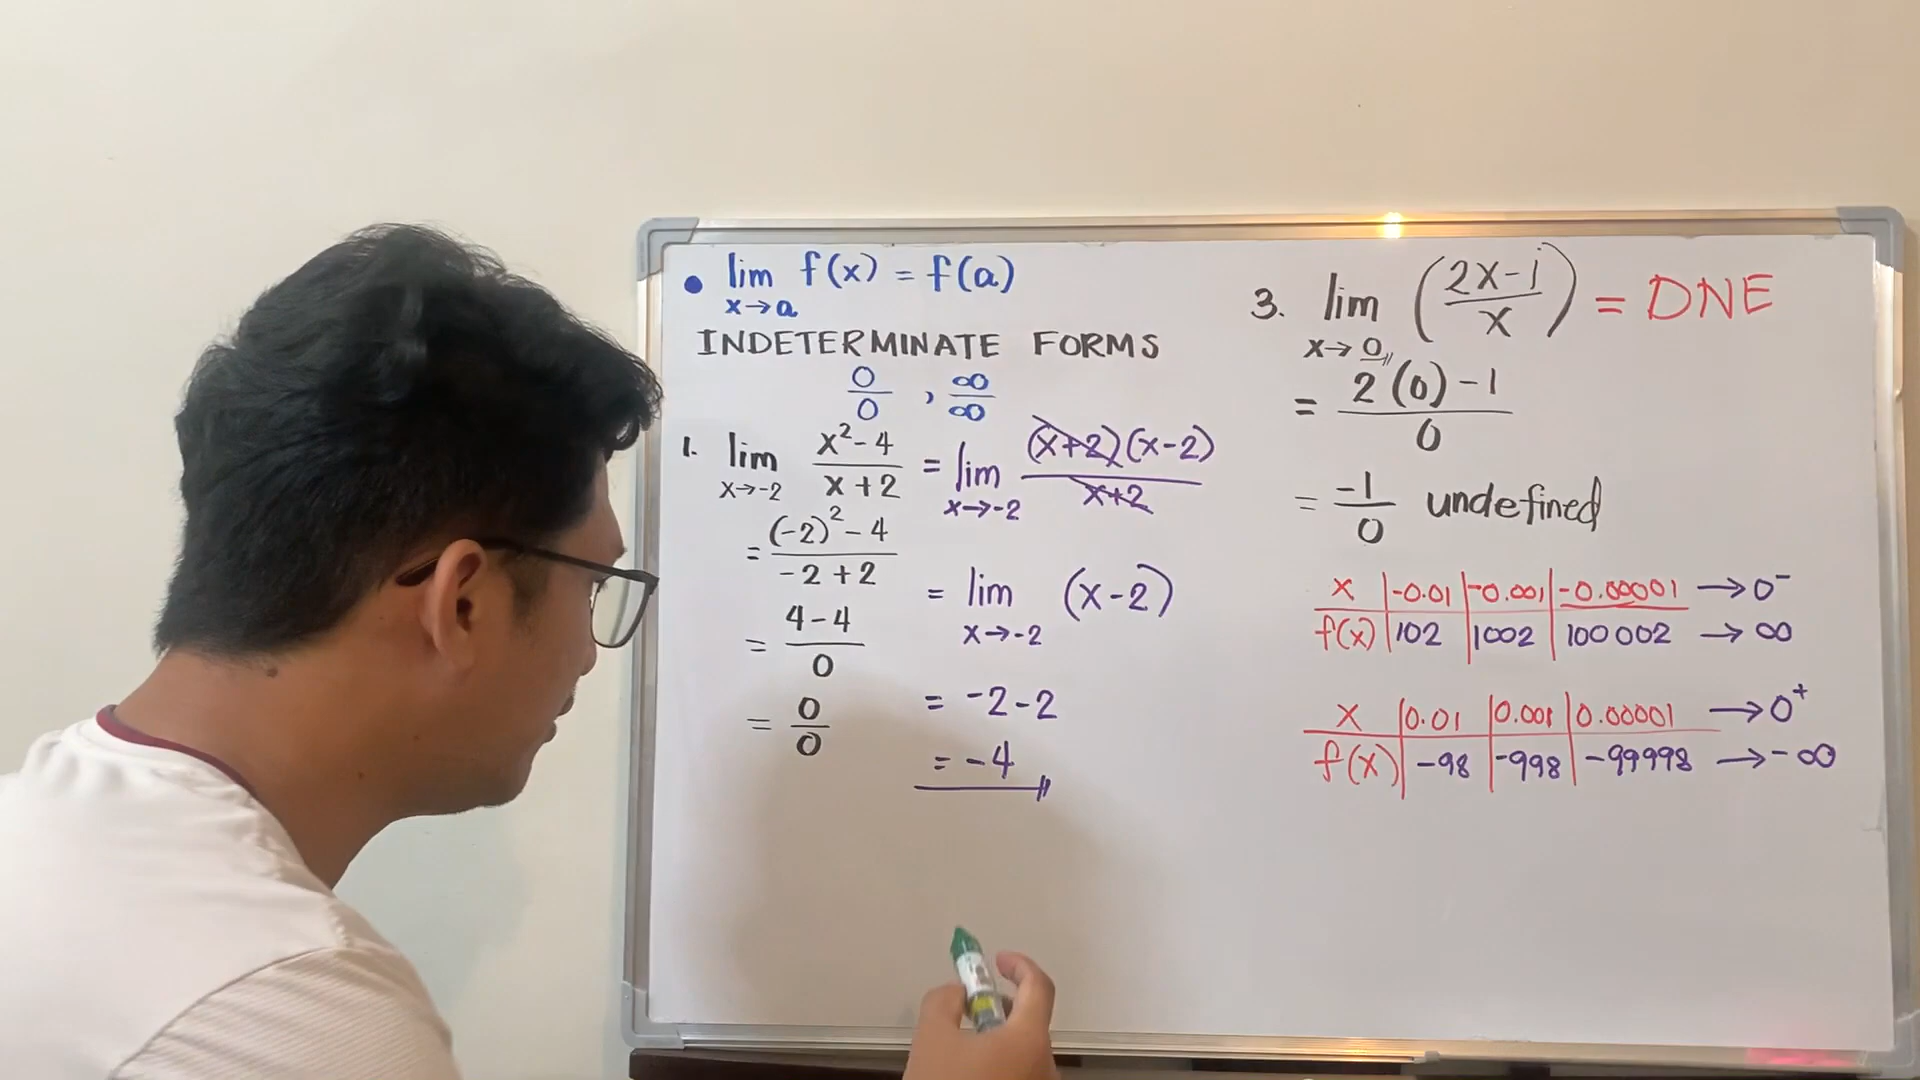 • lim f(x) = f(a)
x→a
INDETERMINATE FORMS
0/0 , ∞/∞
1. lim x²-4 / x+2 = lim (x+2)(x-2) / x+2
x→-2 x→-2
= (-2)²-4 / -2+2
= lim (x-2)
x→-2
= 4-4 / 0
= -2-2
= 0/0
= -4
3. lim (2x-1 / x) = DNE
x→0
= 2(0)-1 / 0
= -1/0 undefined
x | -0.01 | -0.001 | -0.00001 → 0⁻
f(x) | 102 | 1002 | 100 002 → ∞
x | 0.01 | 0.001 | 0.00001 → 0⁺
f(x) | -98 | -998 | -99998 → -∞